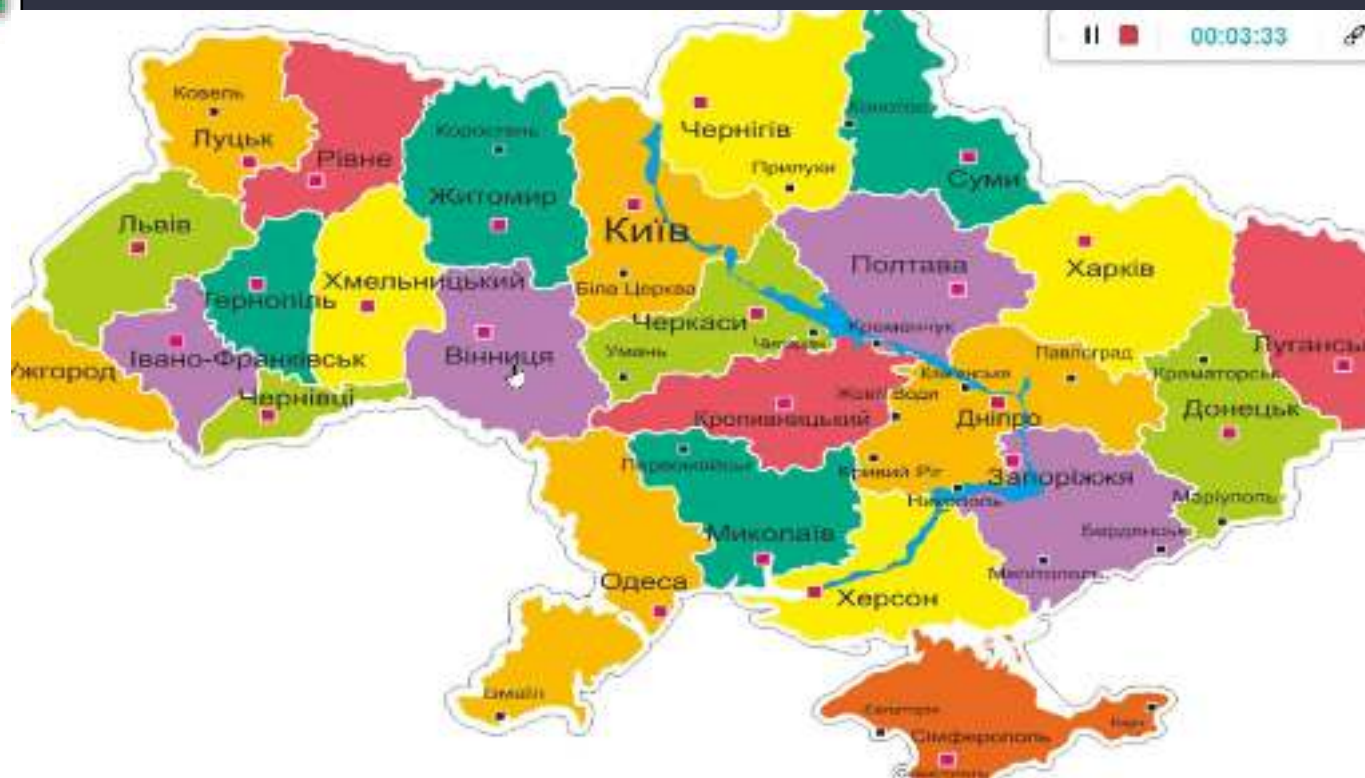 00:03:33
Ковель
Луцьк
Рівне
Коростень
Житомир
Київ
Чернігів
Прилуки
Конотоп
Суми
Львів
Тернопіль
Хмельницький
Біла Церква
Полтава
Харків
Ужгород
Івано-Франківськ
Чернівці
Вінниця
Черкаси
Умань
Кременчук
Павлоград
Луганськ
Краматорськ
Жовті Води
Дніпро
Донецьк
Кропивницький
Первомайськ
Кривий Ріг
Нікополь
Запоріжжя
Маріуполь
Миколаїв
Бердянськ
Мелітополь
Одеса
Херсон
Ізмаїл
Сімферополь